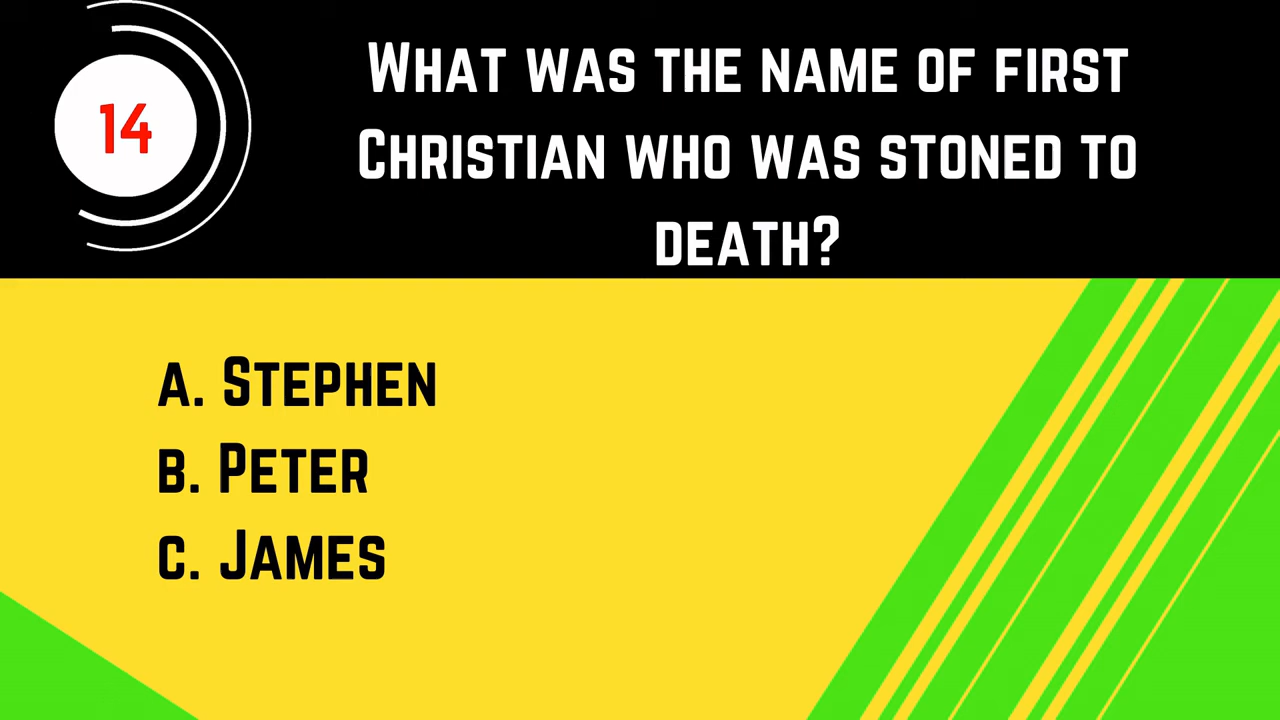 14
What was the name of first
Christian who was stoned to
death?
A. Stephen
B. Peter
C. James